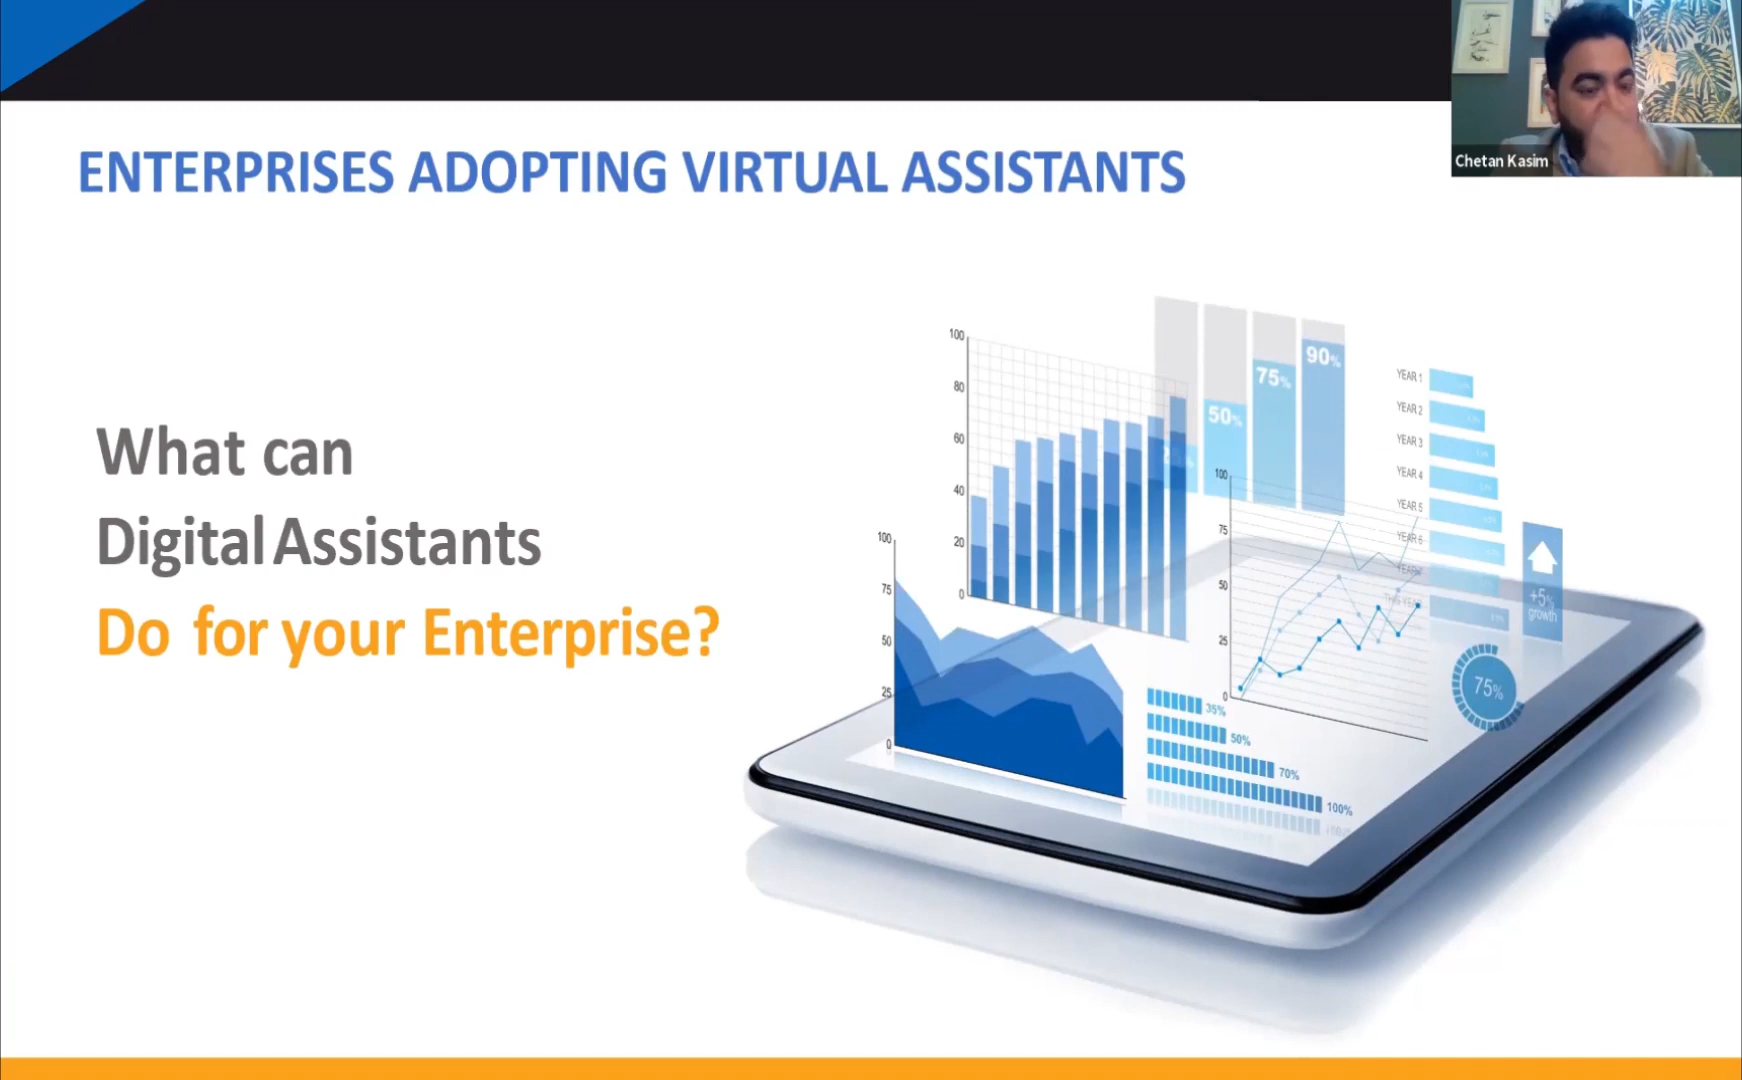 Chetan Kasim
ENTERPRISES ADOPTING VIRTUAL ASSISTANTS
What can
Digital Assistants
Do for your Enterprise?
100
80
60
40
20
0
50%
75%
90%
YEAR 1
YEAR 2
YEAR 3
YEAR 4
YEAR 5
YEAR 6
100
75
50
25
0
100
75
50
25
0
+5%
growth
75%
35%
50%
70%
100%